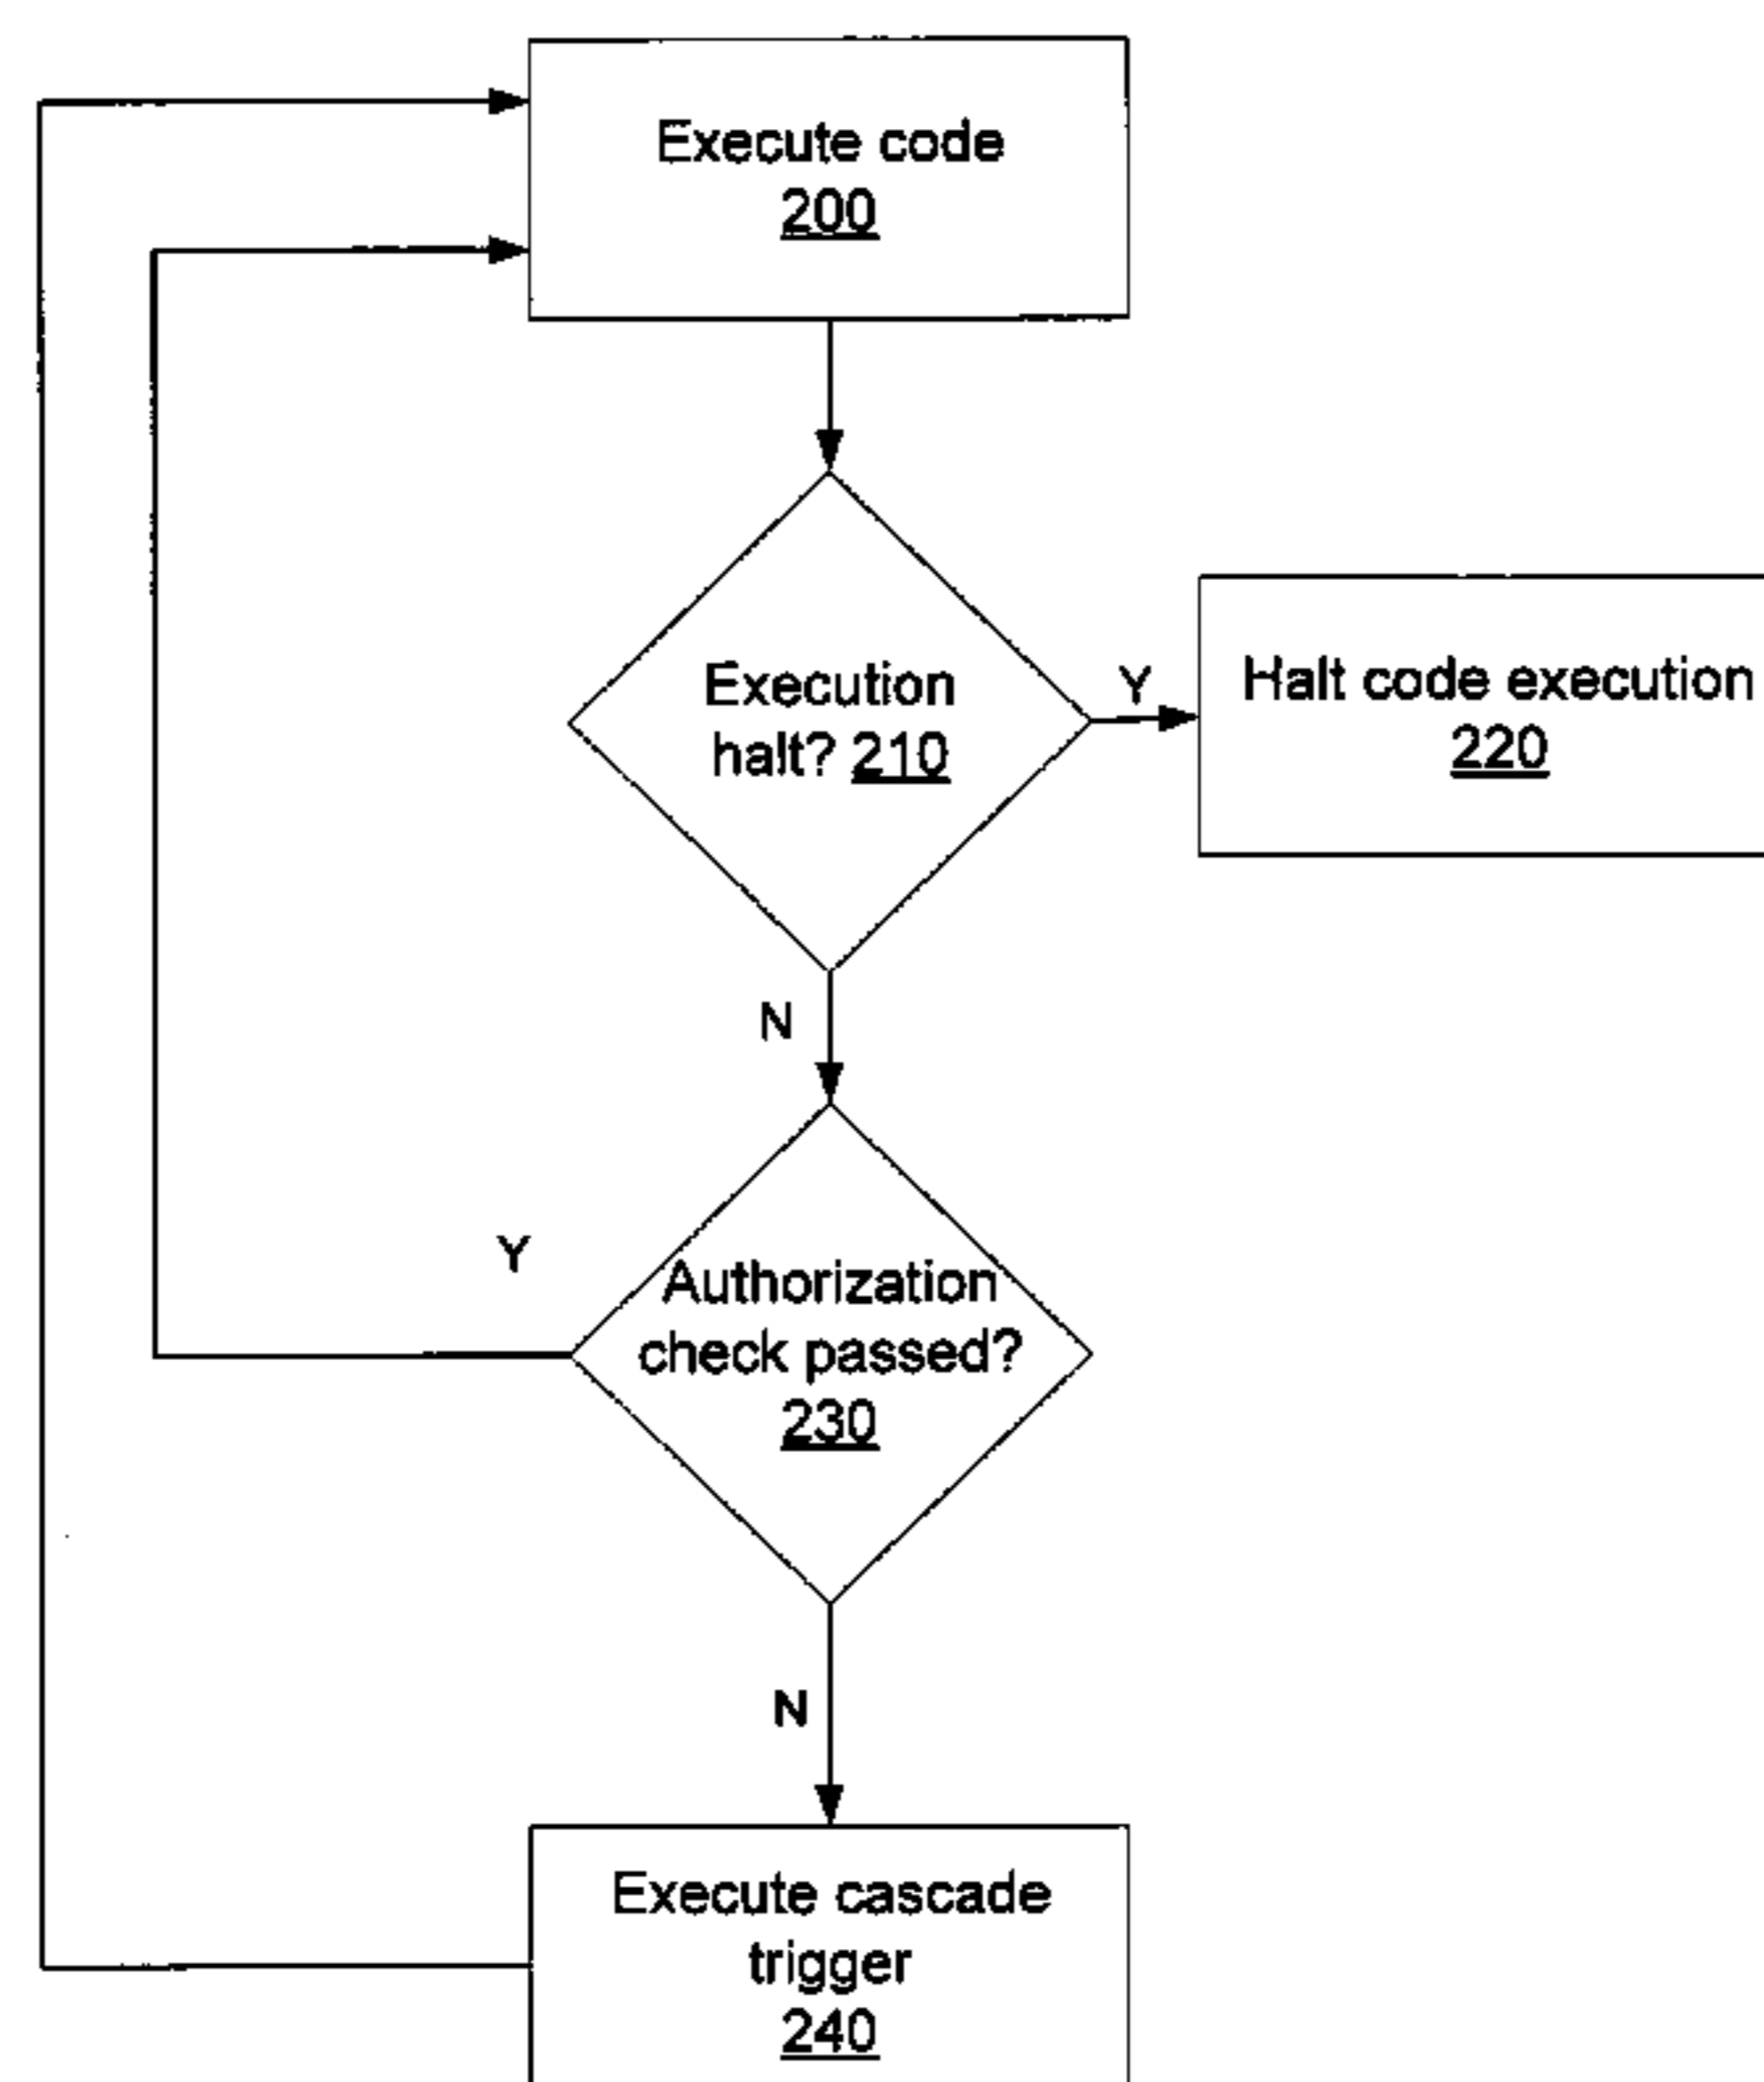 Execute code
200
Execution
halt? 210
Y
Halt code execution
220
N
Y
Authorization
check passed?
230
N
Execute cascade
trigger
240